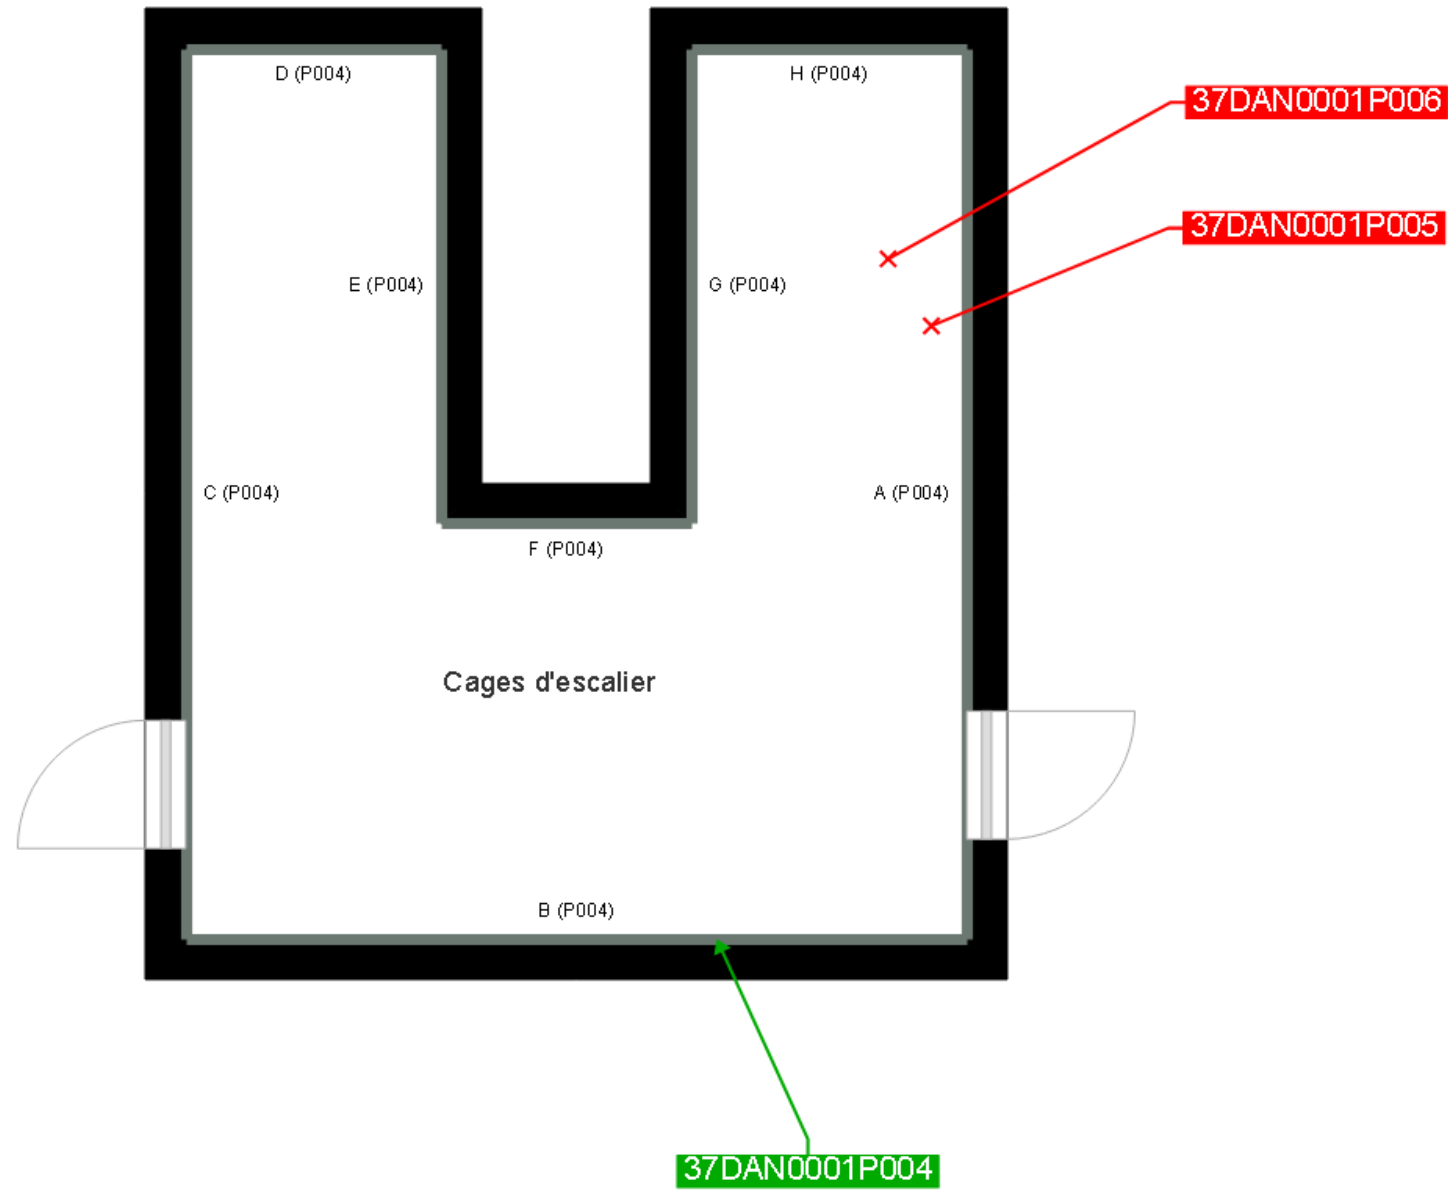 D (P004)
H (P004)
37DAN0001P006
37DAN0001P005
E (P004)
G (P004)
C (P004)
A (P004)
F (P004)
Cages d'escalier
B (P004)
37DAN0001P004